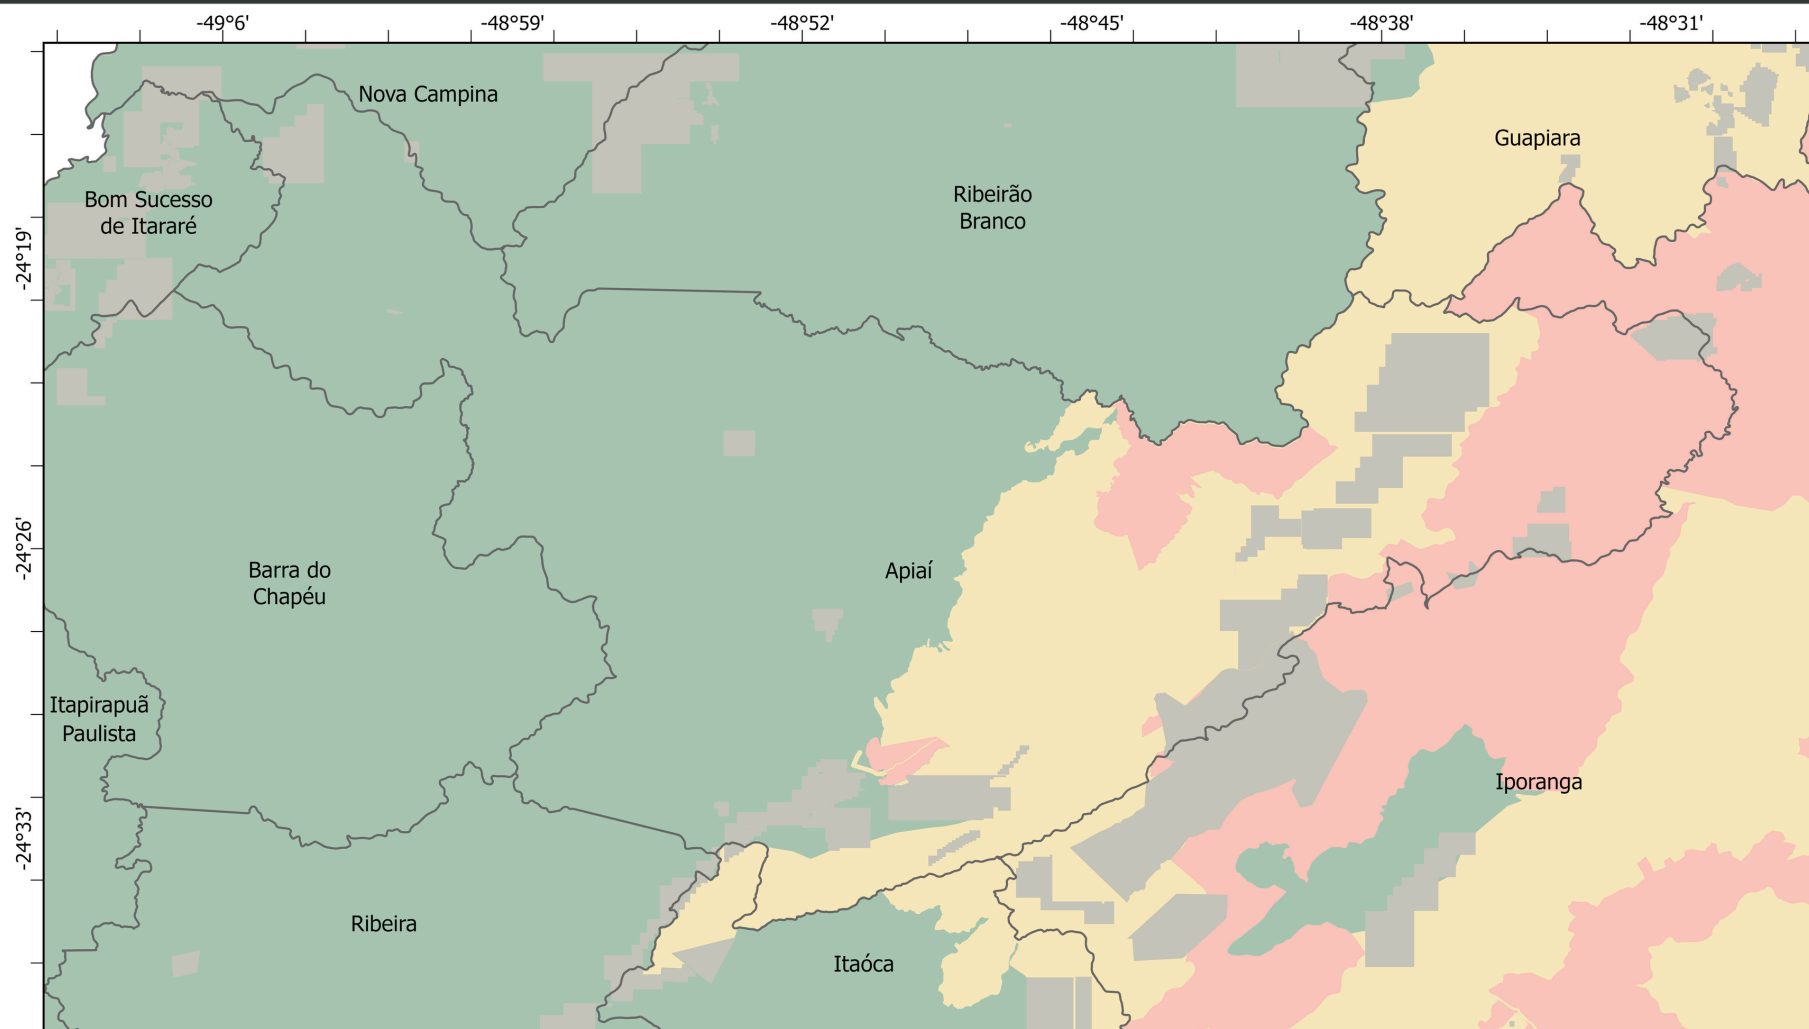 -49°6'
-48°59'
-48°52'
-48°45'
-48°38'
-48°31'
-24°19'
-24°26'
-24°33'
Nova Campina
Guapiara
Bom Sucesso
de Itararé
Ribeirão
Branco
Barra do
Chapéu
Apiaí
Itapirapuã
Paulista
Iporanga
Ribeira
Itaóca